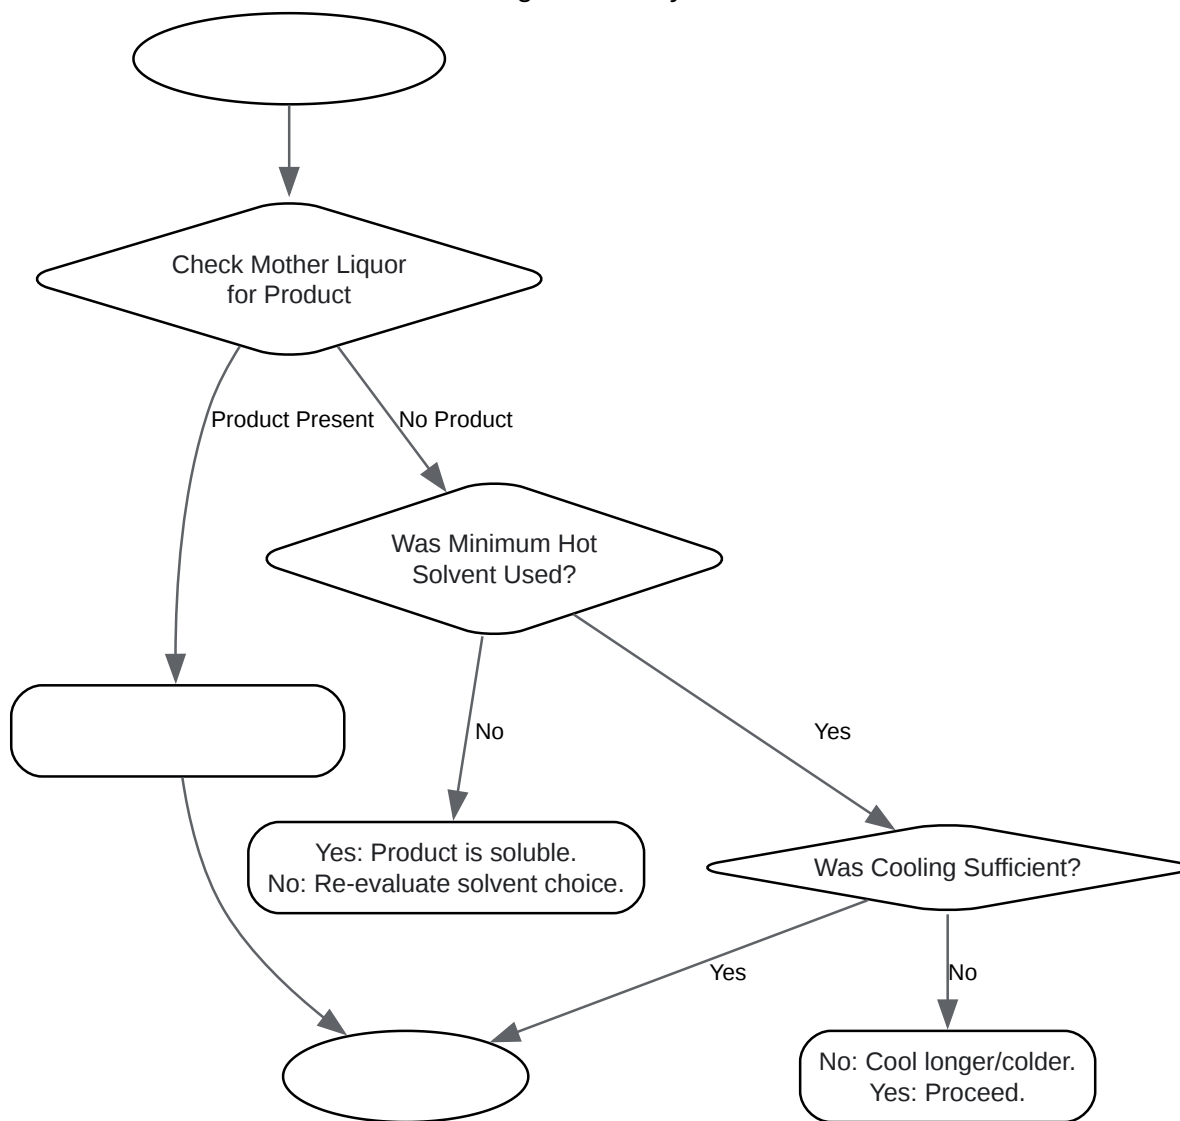 Check Mother Liquor
for Product
Product Present
No Product
Was Minimum Hot
Solvent Used?
No
Yes
Yes: Product is soluble.
No: Re-evaluate solvent choice.
Was Cooling Sufficient?
Yes
No
No: Cool longer/colder.
Yes: Proceed.